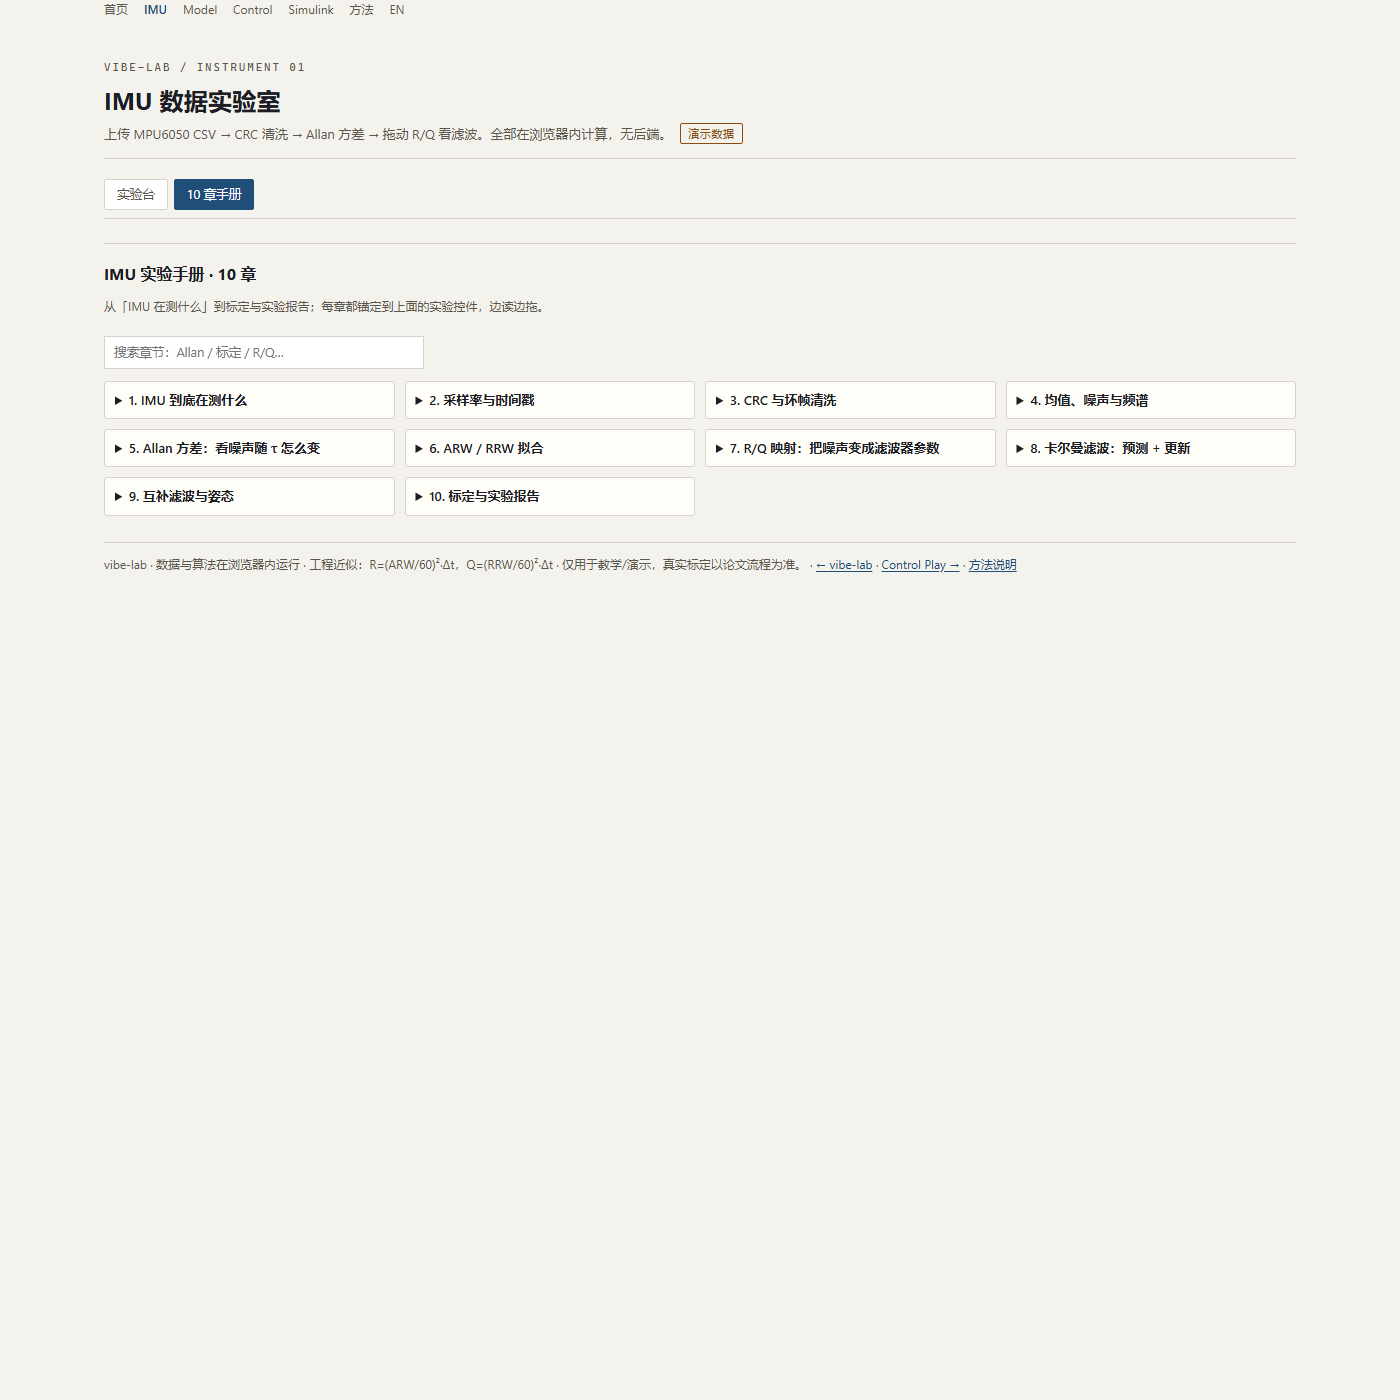 首页 IMU Model Control Simulink 方法 EN
VIBE-LAB / INSTRUMENT 01
IMU 数据实验室
上传 MPU6050 CSV → CRC 清洗 → Allan 方差 → 拖动 R/Q 看滤波。全部在浏览器内计算，无后端。 演示数据
实验台 10 章手册
IMU 实验手册 · 10 章
从「IMU 在测什么」到标定与实验报告；每章都锚定到上面的实验控件，边读边拖。
搜索章节：Allan / 标定 / R/Q…
▶ 1. IMU 到底在测什么 ▶ 2. 采样率与时间戳 ▶ 3. CRC 与坏帧清洗 ▶ 4. 均值、噪声与频谱
▶ 5. Allan 方差：看噪声随 τ 怎么变 ▶ 6. ARW / RRW 拟合 ▶ 7. R/Q 映射：把噪声变成滤波器参数 ▶ 8. 卡尔曼滤波：预测 + 更新
▶ 9. 互补滤波与姿态 ▶ 10. 标定与实验报告
vibe-lab · 数据与算法在浏览器内运行 · 工程近似：R=(ARW/60)²·Δt，Q=(RRW/60)²·Δt · 仅用于教学/演示，真实标定以论文流程为准。 · ← vibe-lab · Control Play → · 方法说明